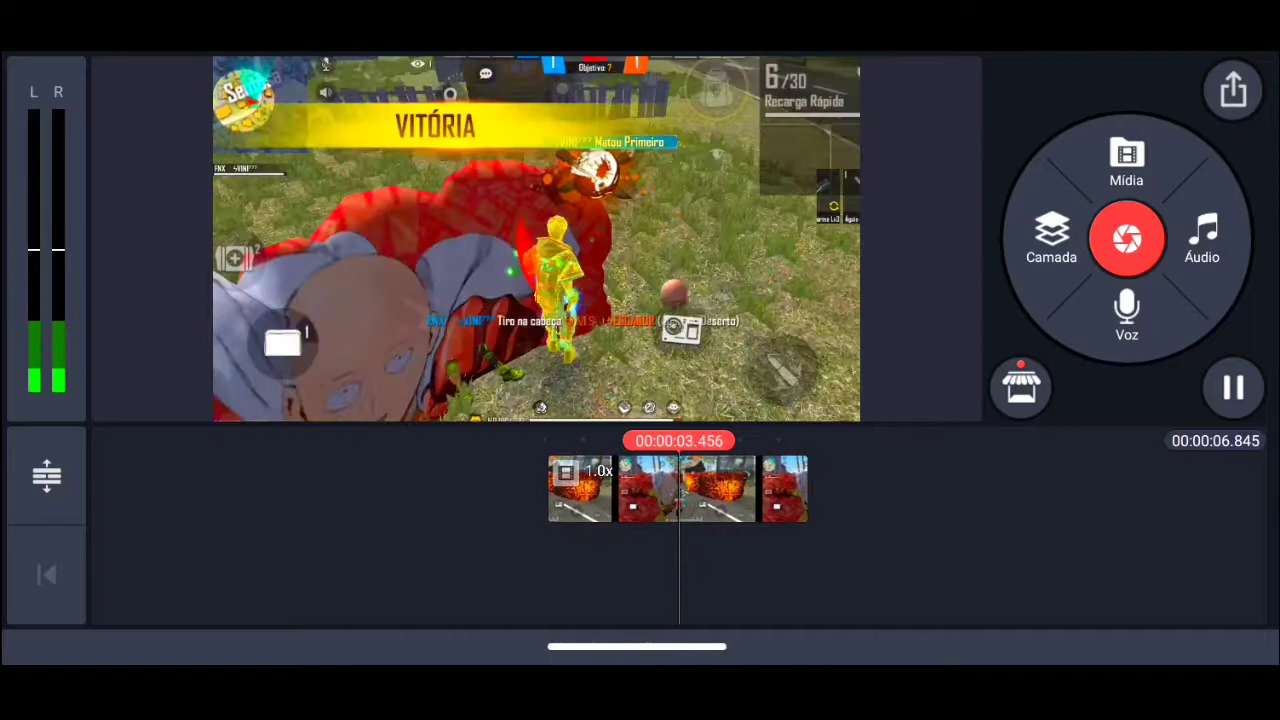 L R
Objetivo: 7
6/30
Recarga Rápida
VITÓRIA
VINI??? Matou Primeiro
Tiro na cabeça
Mídia
Camada
Áudio
Voz
00:00:03.456
00:00:06.845
1.0x